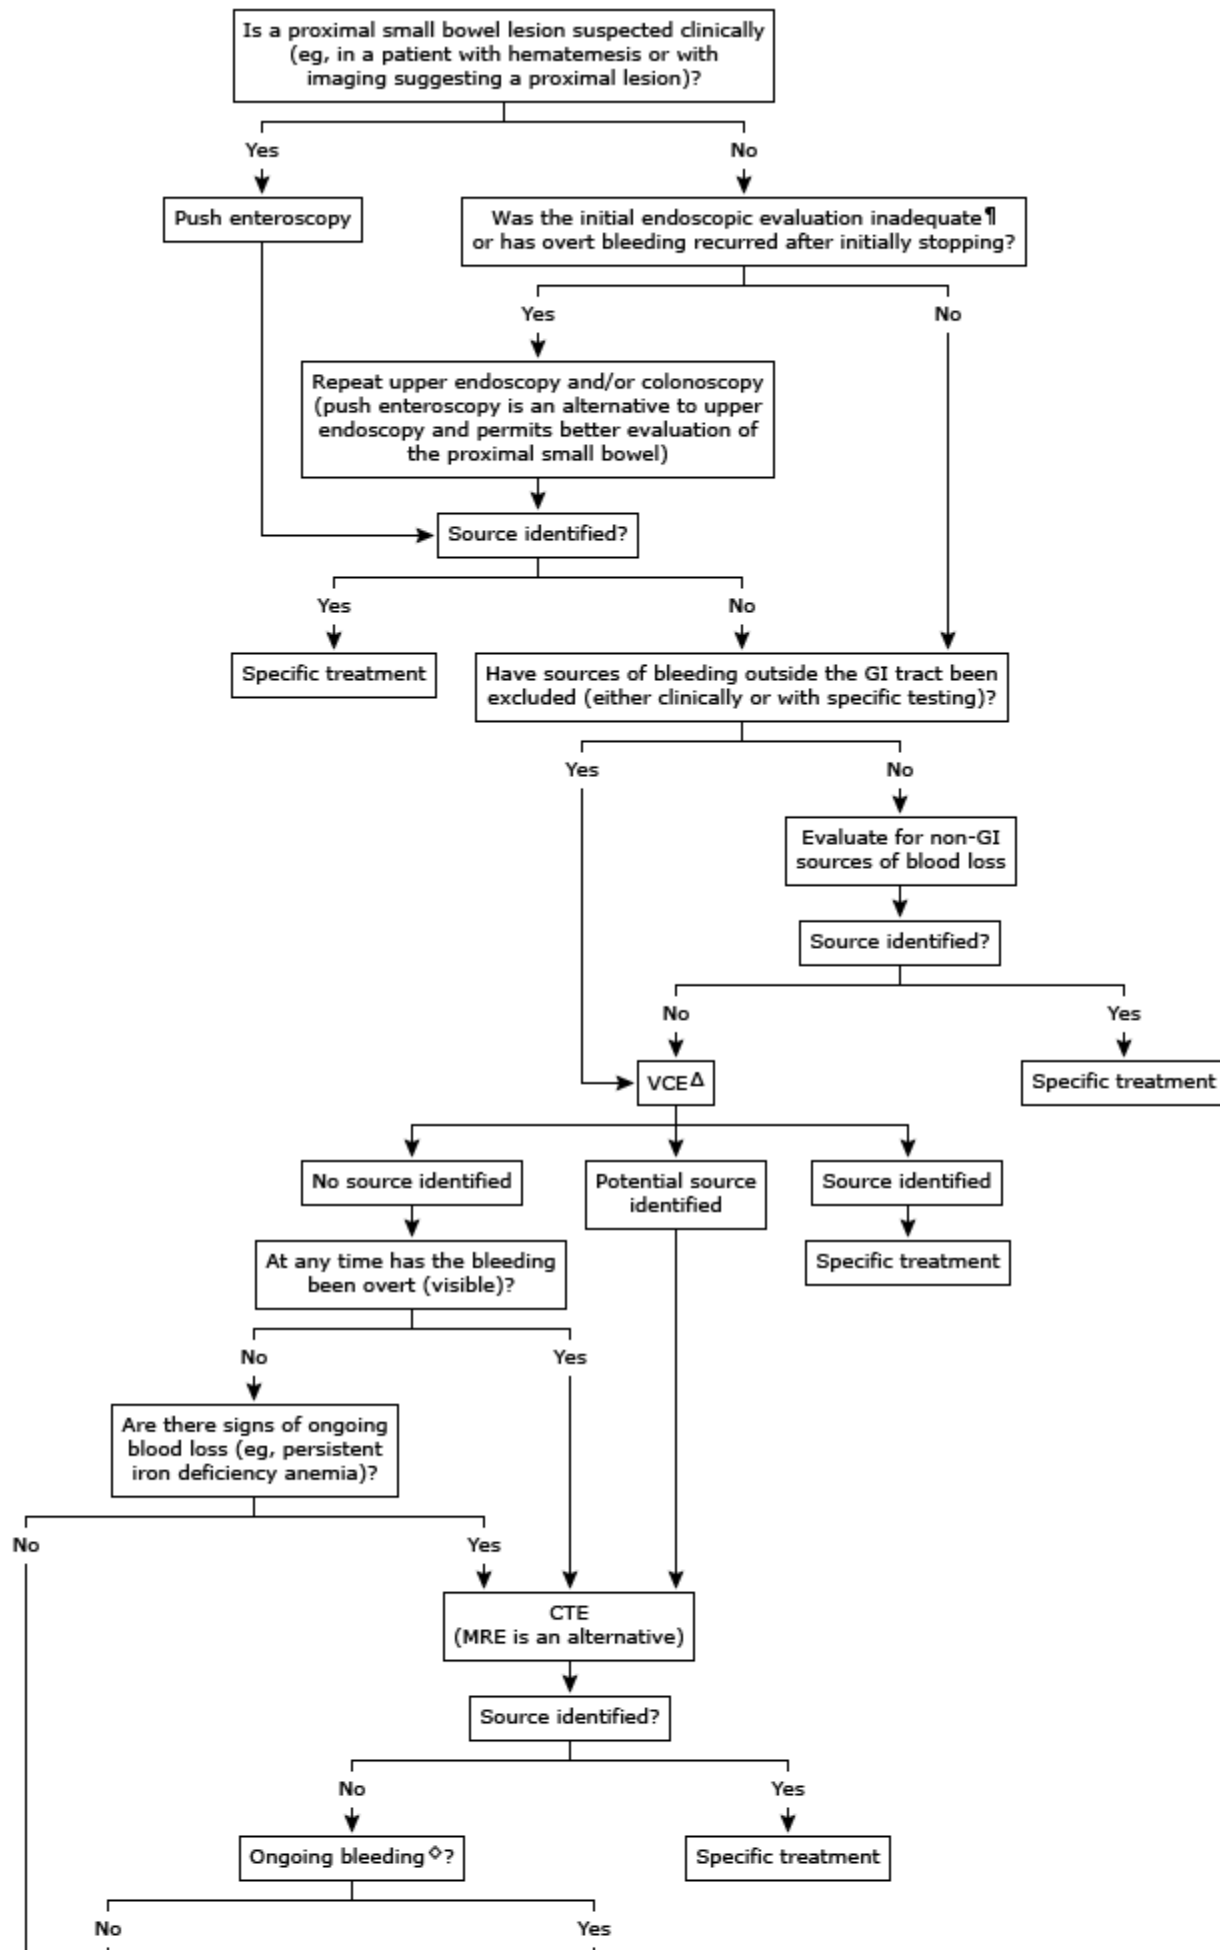 Is a proximal small bowel lesion suspected clinically
(eg, in a patient with hematemesis or with
imaging suggesting a proximal lesion)?
Yes
No
Push enteroscopy
Was the initial endoscopic evaluation inadequate¶
or has overt bleeding recurred after initially stopping?
Yes
No
Repeat upper endoscopy and/or colonoscopy
(push enteroscopy is an alternative to upper
endoscopy and permits better evaluation of
the proximal small bowel)
Source identified?
Yes
No
Specific treatment
Have sources of bleeding outside the GI tract been
excluded (either clinically or with specific testing)?
Yes
No
Evaluate for non-GI
sources of blood loss
Source identified?
No
Yes
VCEΔ
Specific treatment
No source identified
Potential source
identified
Source identified
At any time has the bleeding
been overt (visible)?
Specific treatment
No
Yes
Are there signs of ongoing
blood loss (eg, persistent
iron deficiency anemia)?
No
Yes
CTE
(MRE is an alternative)
Source identified?
No
Yes
Ongoing bleeding◇?
Specific treatment
No
Yes